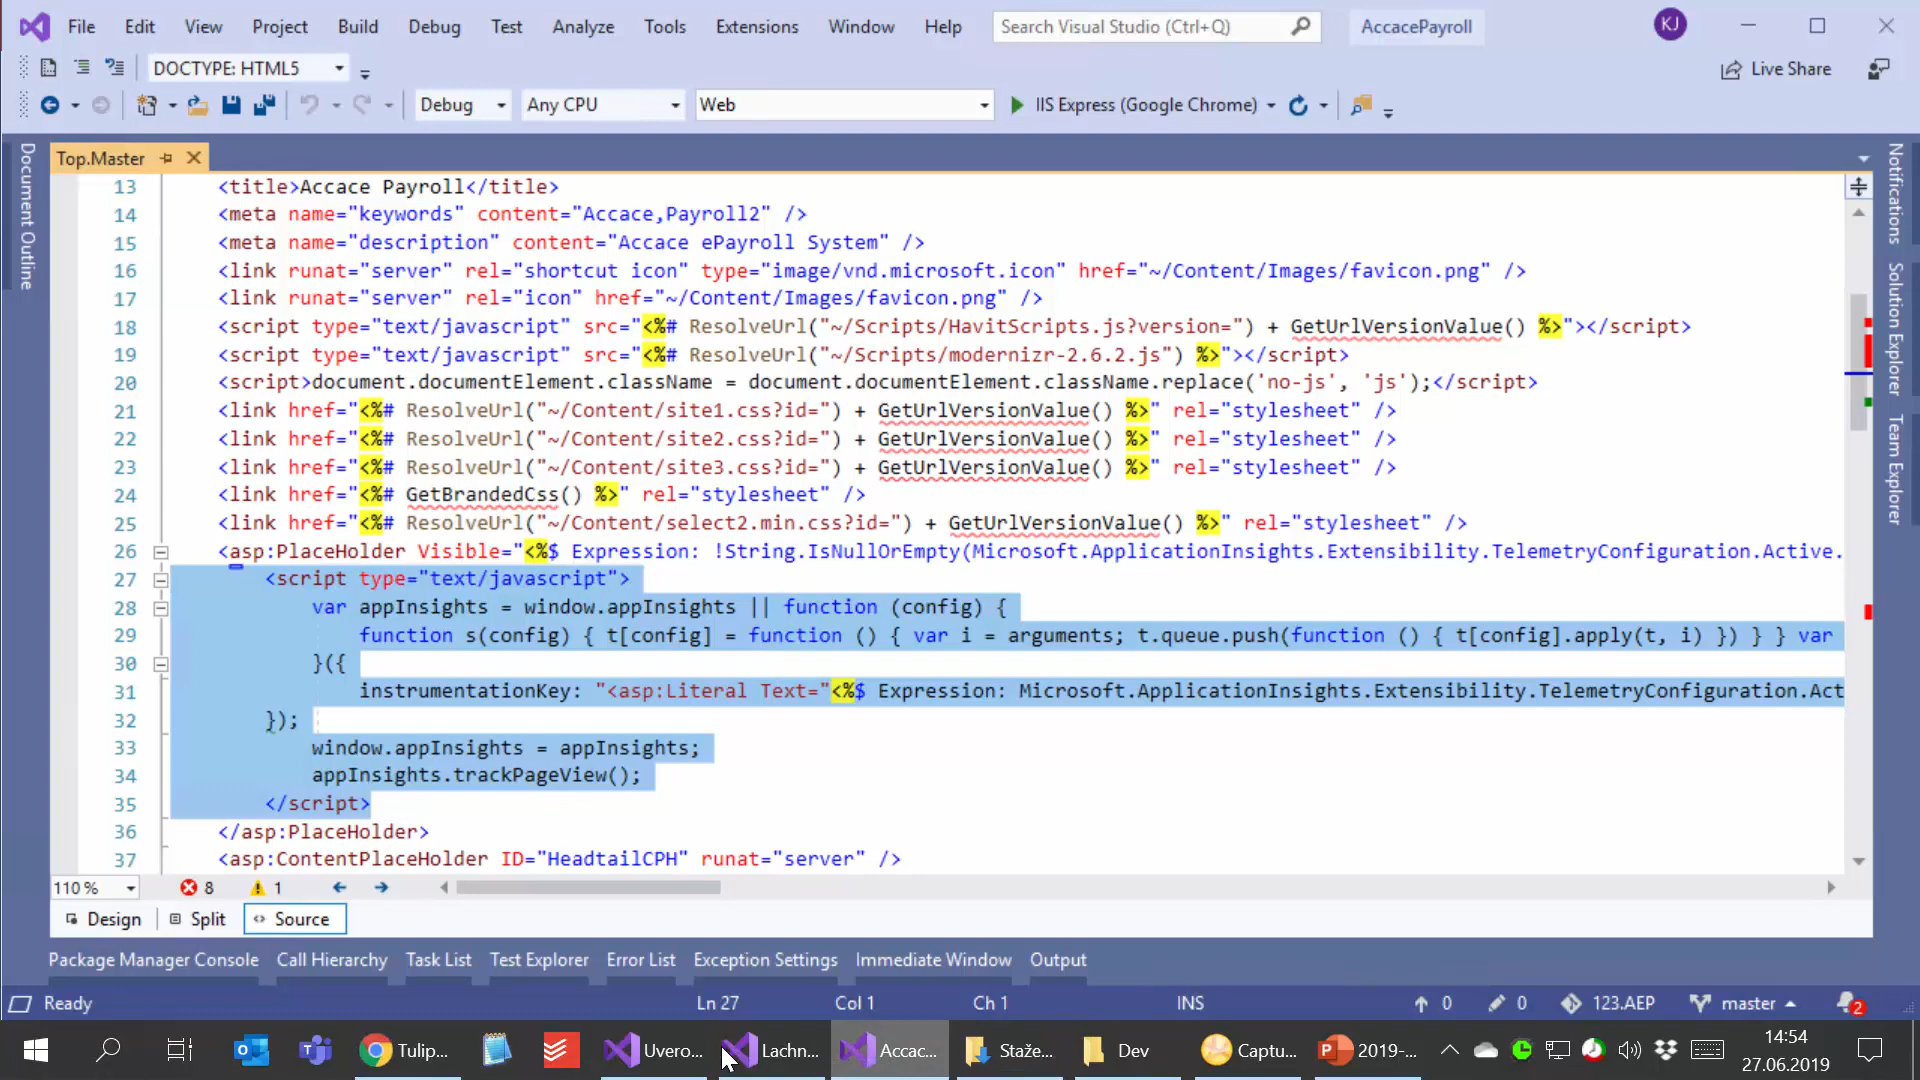 File Edit View Project Build Debug Test Analyze Tools Extensions Window Help Search Visual Studio (Ctrl+Q) AccacePayroll KJ
DOCTYPE: HTML5 Live Share
Debug Any CPU Web IIS Express (Google Chrome)
Document Outline
Top.Master
Notifications
Solution Explorer
Team Explorer
13 <title>Accace Payroll</title>
14 <meta name="keywords" content="Accace,Payroll2" />
15 <meta name="description" content="Accace ePayroll System" />
16 <link runat="server" rel="shortcut icon" type="image/vnd.microsoft.icon" href="~/Content/Images/favicon.png" />
17 <link runat="server" rel="icon" href="~/Content/Images/favicon.png" />
18 <script type="text/javascript" src="<%# ResolveUrl("~/Scripts/HavitScripts.js?version=") + GetUrlVersionValue() %>"></script>
19 <script type="text/javascript" src="<%# ResolveUrl("~/Scripts/modernizr-2.6.2.js") %>"></script>
20 <script>document.documentElement.className = document.documentElement.className.replace('no-js', 'js');</script>
21 <link href="<%# ResolveUrl("~/Content/site1.css?id=") + GetUrlVersionValue() %>" rel="stylesheet" />
22 <link href="<%# ResolveUrl("~/Content/site2.css?id=") + GetUrlVersionValue() %>" rel="stylesheet" />
23 <link href="<%# ResolveUrl("~/Content/site3.css?id=") + GetUrlVersionValue() %>" rel="stylesheet" />
24 <link href="<%# GetBrandedCss() %>" rel="stylesheet" />
25 <link href="<%# ResolveUrl("~/Content/select2.min.css?id=") + GetUrlVersionValue() %>" rel="stylesheet" />
26 <asp:PlaceHolder Visible="<%$ Expression: !String.IsNullOrEmpty(Microsoft.ApplicationInsights.Extensibility.TelemetryConfiguration.Active.
27 <script type="text/javascript">
28 var appInsights = window.appInsights || function (config) {
29 function s(config) { t[config] = function () { var i = arguments; t.queue.push(function () { t[config].apply(t, i) }) } } var
30 }({
31 instrumentationKey: "<asp:Literal Text="<%$ Expression: Microsoft.ApplicationInsights.Extensibility.TelemetryConfiguration.Act
32 });
33 window.appInsights = appInsights;
34 appInsights.trackPageView();
35 </script>
36 </asp:PlaceHolder>
37 <asp:ContentPlaceHolder ID="HeadtailCPH" runat="server" />
110 % 8 1
Design Split Source
Package Manager Console Call Hierarchy Task List Test Explorer Error List Exception Settings Immediate Window Output
Ready Ln 27 Col 1 Ch 1 INS 0 0 123.AEP master 2
Tulip... Uvero... Lachn... Accac... Staže... Dev Captu... 2019-... 14:54
27.06.2019